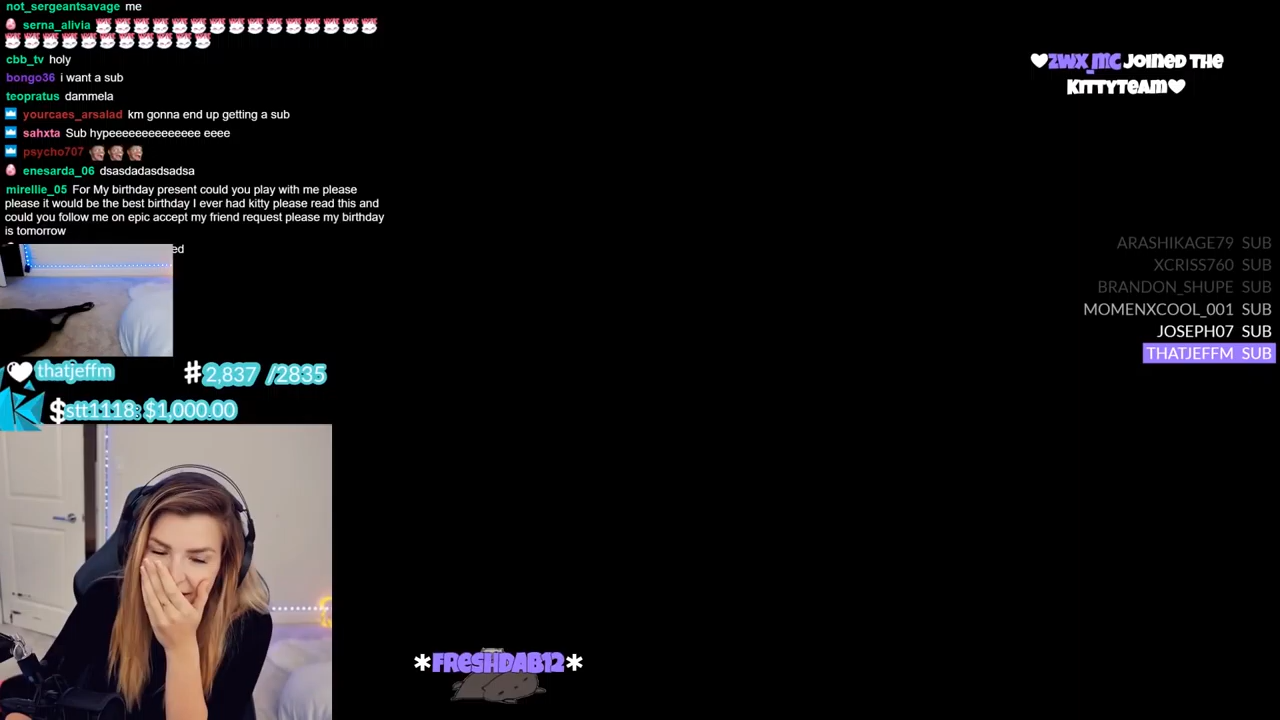 not_sergeantsavage me
serna_alivia
cbb_tv holy
bongo36 i want a sub
teopratus dammela
yourcaes_arsalad km gonna end up getting a sub
sahxta Sub hypeeeeeeeeeeeeee eeee
psycho707
enesarda_06 dsasdadasdsadsa
mirellie_05 For My birthday present could you play with me please
please it would be the best birthday I ever had kitty please read this and
could you follow me on epic accept my friend request please my birthday
is tomorrow
ed
thatjeffm #2,837 /2835
$stt1118: $1,000.00
zwx_mc joined the
KittyTeam
ARASHIKAGE79 SUB
XCRISS760 SUB
BRANDON_SHUPE SUB
MOMENXCOOL_001 SUB
JOSEPH07 SUB
THATJEFFM SUB
*FRESHDAB12*